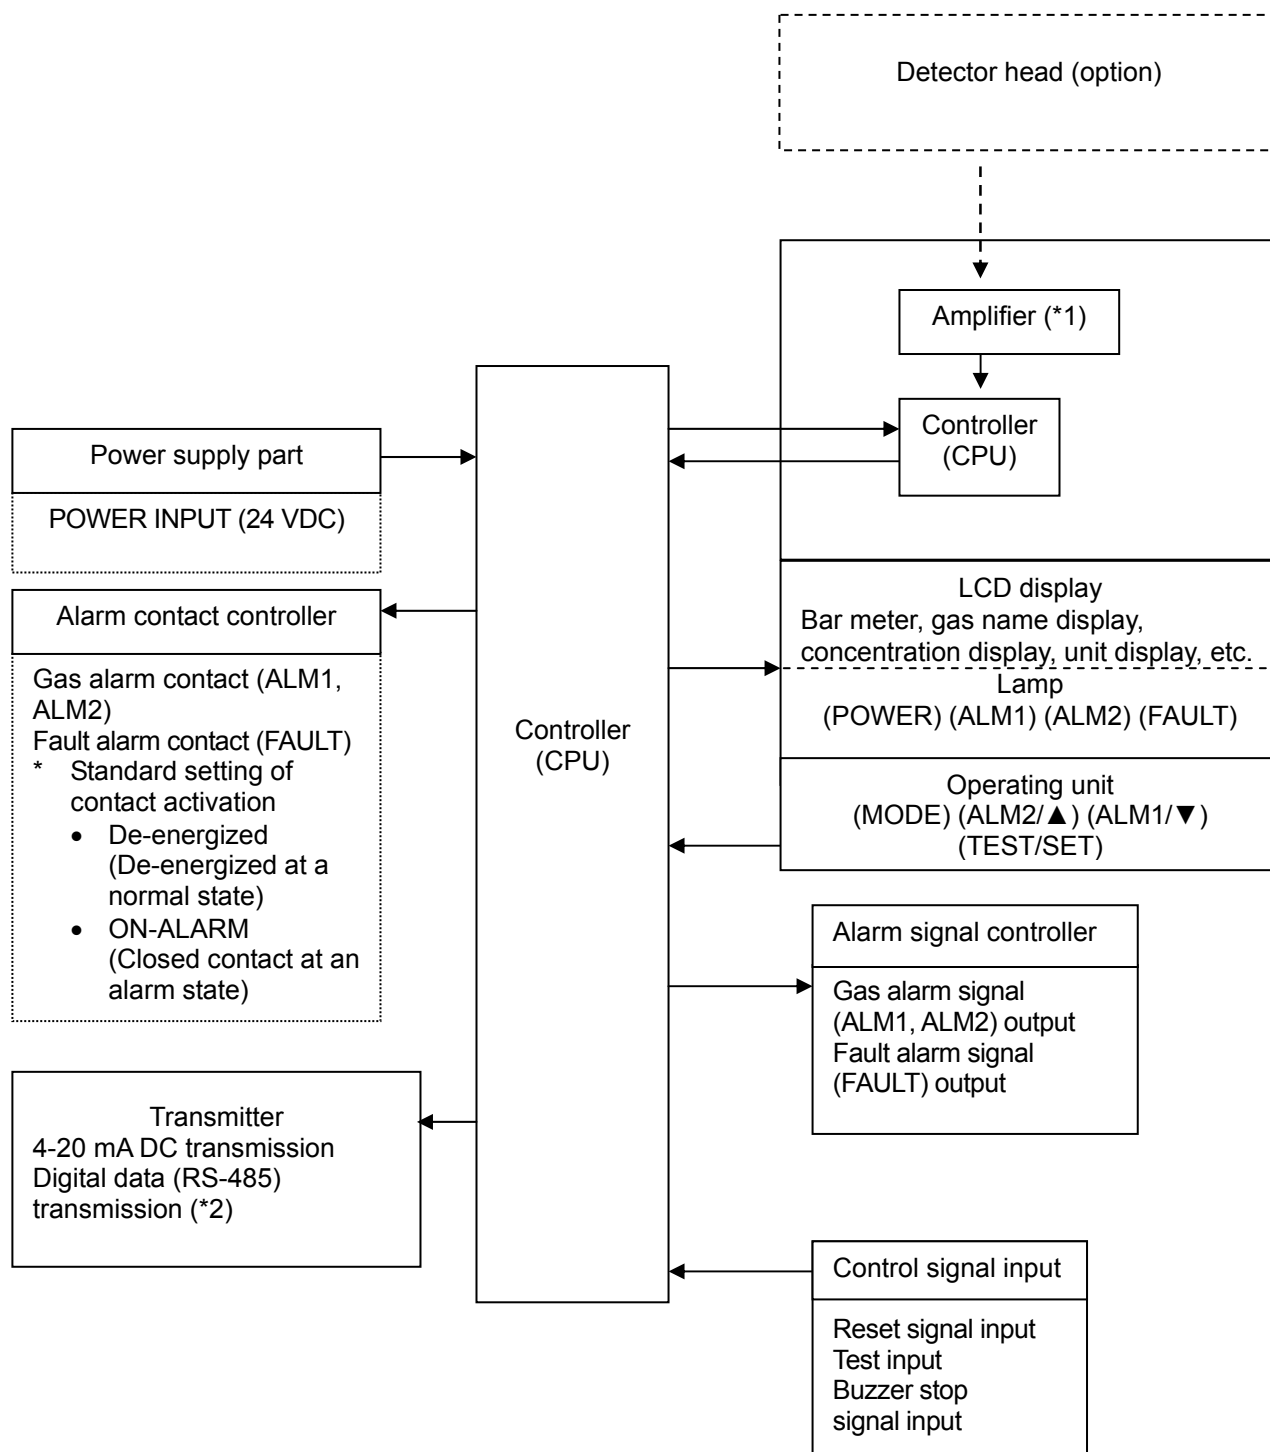 Detector head (option)
Amplifier (*1)
Controller
(CPU)
Power supply part
POWER INPUT (24 VDC)
Alarm contact controller
Gas alarm contact (ALM1,
ALM2)
Fault alarm contact (FAULT)
* Standard setting of
contact activation
• De-energized
(De-energized at a
normal state)
• ON-ALARM
(Closed contact at an
alarm state)
Transmitter
4-20 mA DC transmission
Digital data (RS-485)
transmission (*2)
Controller
(CPU)
LCD display
Bar meter, gas name display,
concentration display, unit display, etc.
Lamp
(POWER) (ALM1) (ALM2) (FAULT)
Operating unit
(MODE) (ALM2/▲) (ALM1/▼)
(TEST/SET)
Alarm signal controller
Gas alarm signal
(ALM1, ALM2) output
Fault alarm signal
(FAULT) output
Control signal input
Reset signal input
Test input
Buzzer stop
signal input